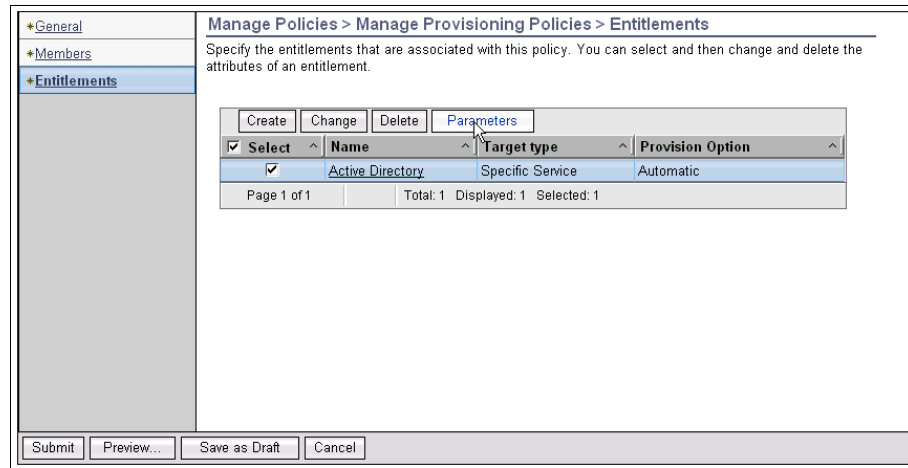 *General
*Members
*Entitlements
Manage Policies > Manage Provisioning Policies > Entitlements
Specify the entitlements that are associated with this policy. You can select and then change and delete the
attributes of an entitlement.
Create Change Delete Parameters
Select ^ Name ^ Target type ^ Provision Option ^
Active Directory Specific Service Automatic
Page 1 of 1 Total: 1 Displayed: 1 Selected: 1
Submit Preview... Save as Draft Cancel